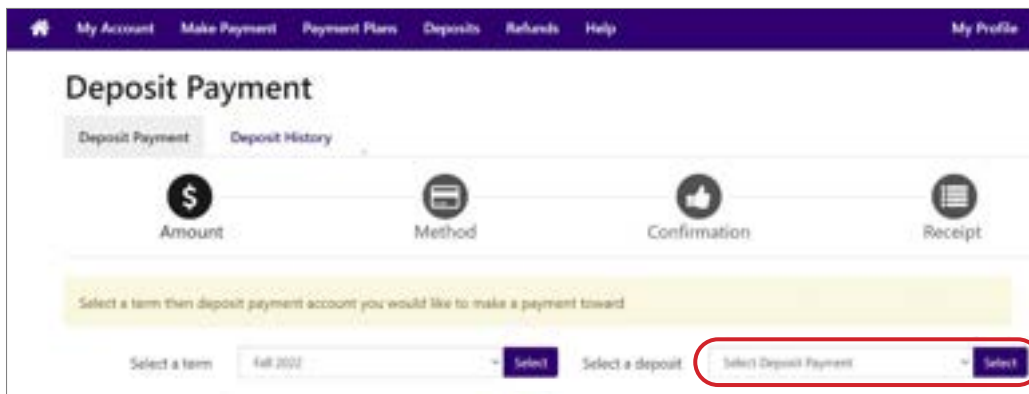 My Account Make Payment Payment Plans Deposits Refunds Help My Profile
Deposit Payment
Deposit Payment Deposit History
$
Amount Method Confirmation Receipt
Select a term then deposit payment account you would like to make a payment toward
Select a term Fall 2022 Select Select a deposit Select Deposit Payment Select